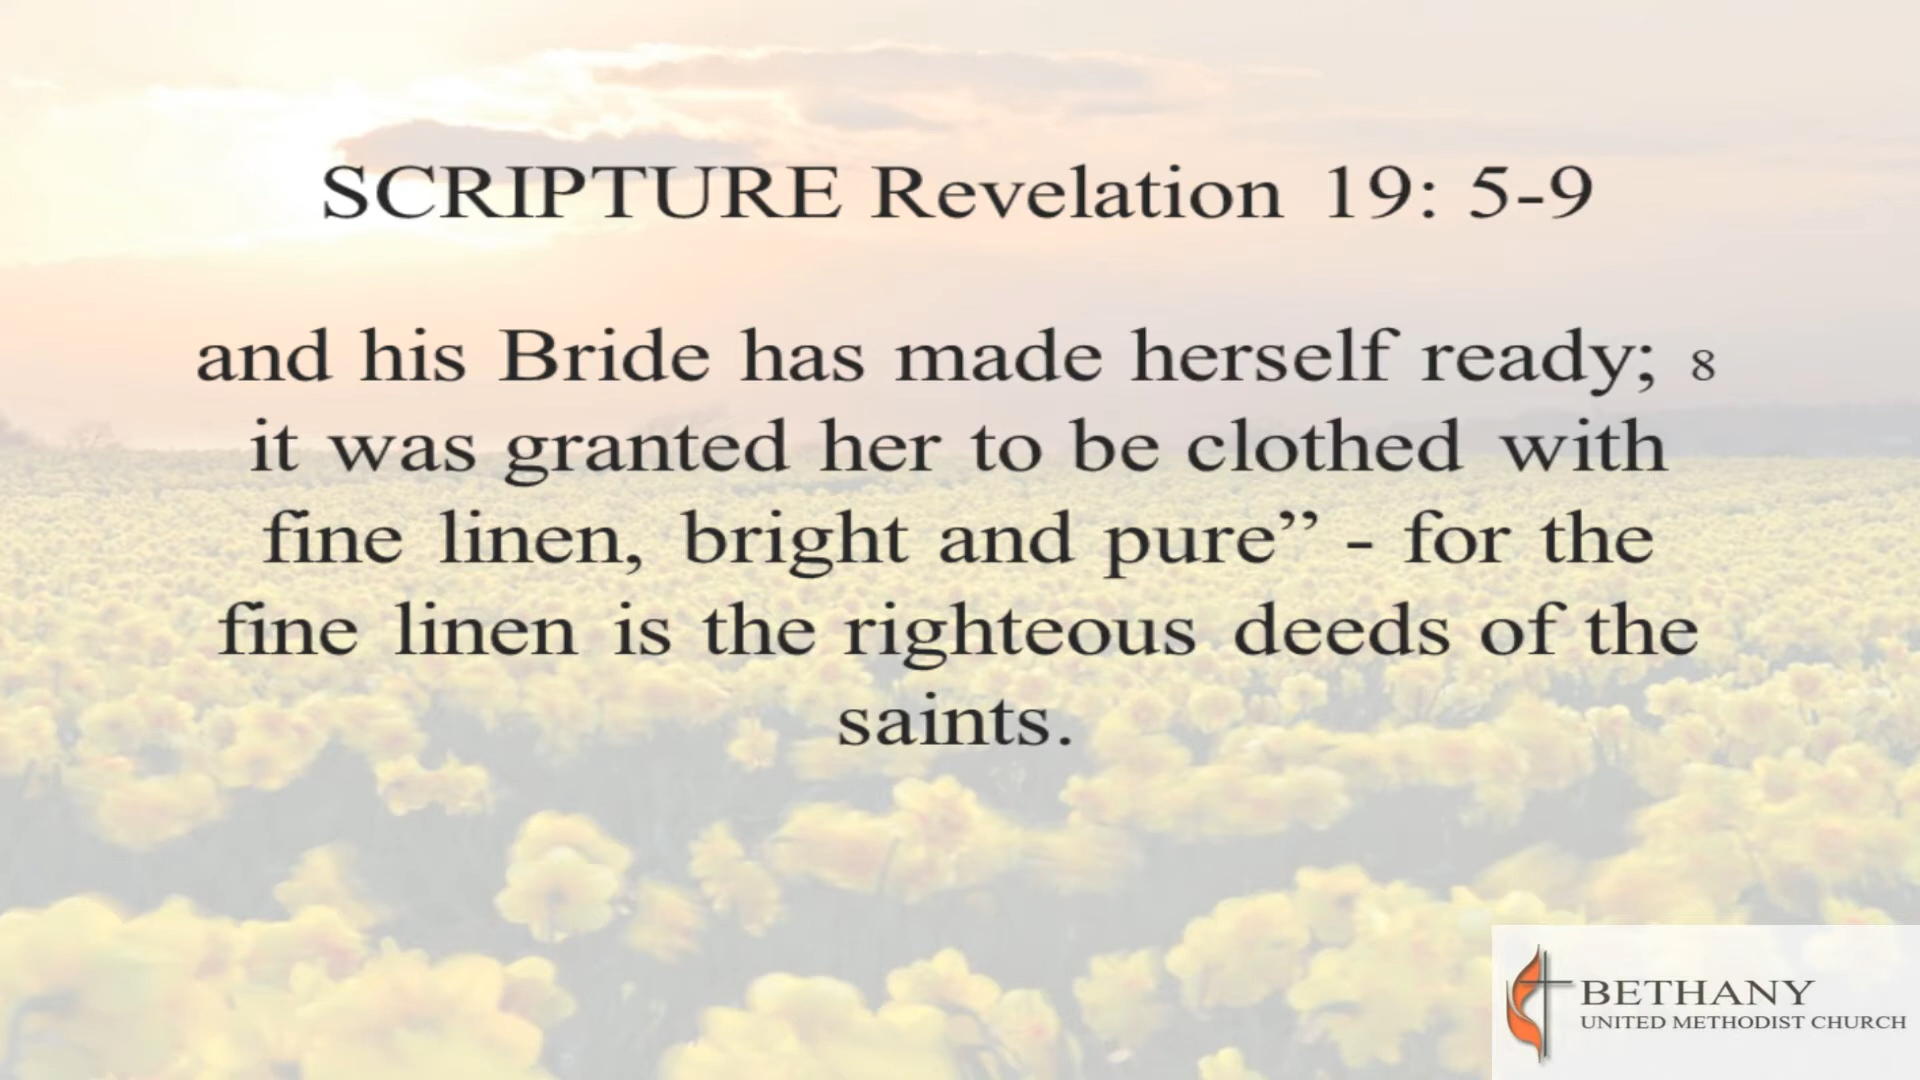 SCRIPTURE Revelation 19: 5-9
and his Bride has made herself ready; 8
it was granted her to be clothed with
fine linen, bright and pure” - for the
fine linen is the righteous deeds of the
saints.
BETHANY
UNITED METHODIST CHURCH